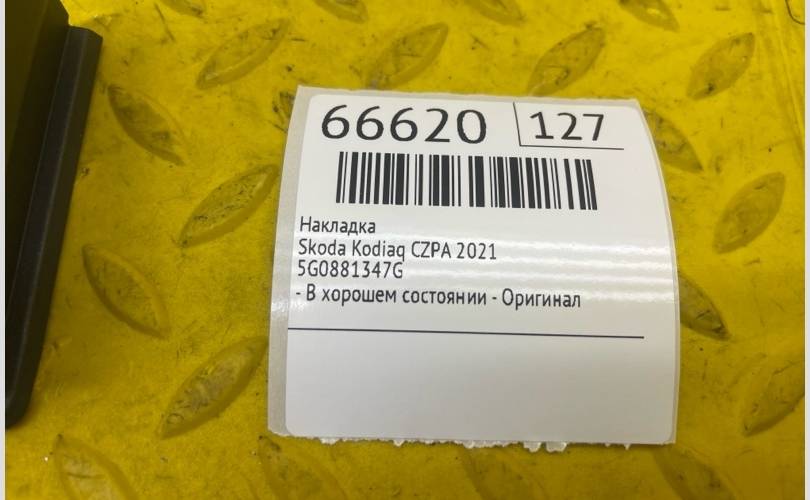 66620 127
Накладка
Skoda Kodiaq CZPA 2021
5G0881347G
- В хорошем состоянии - Оригинал